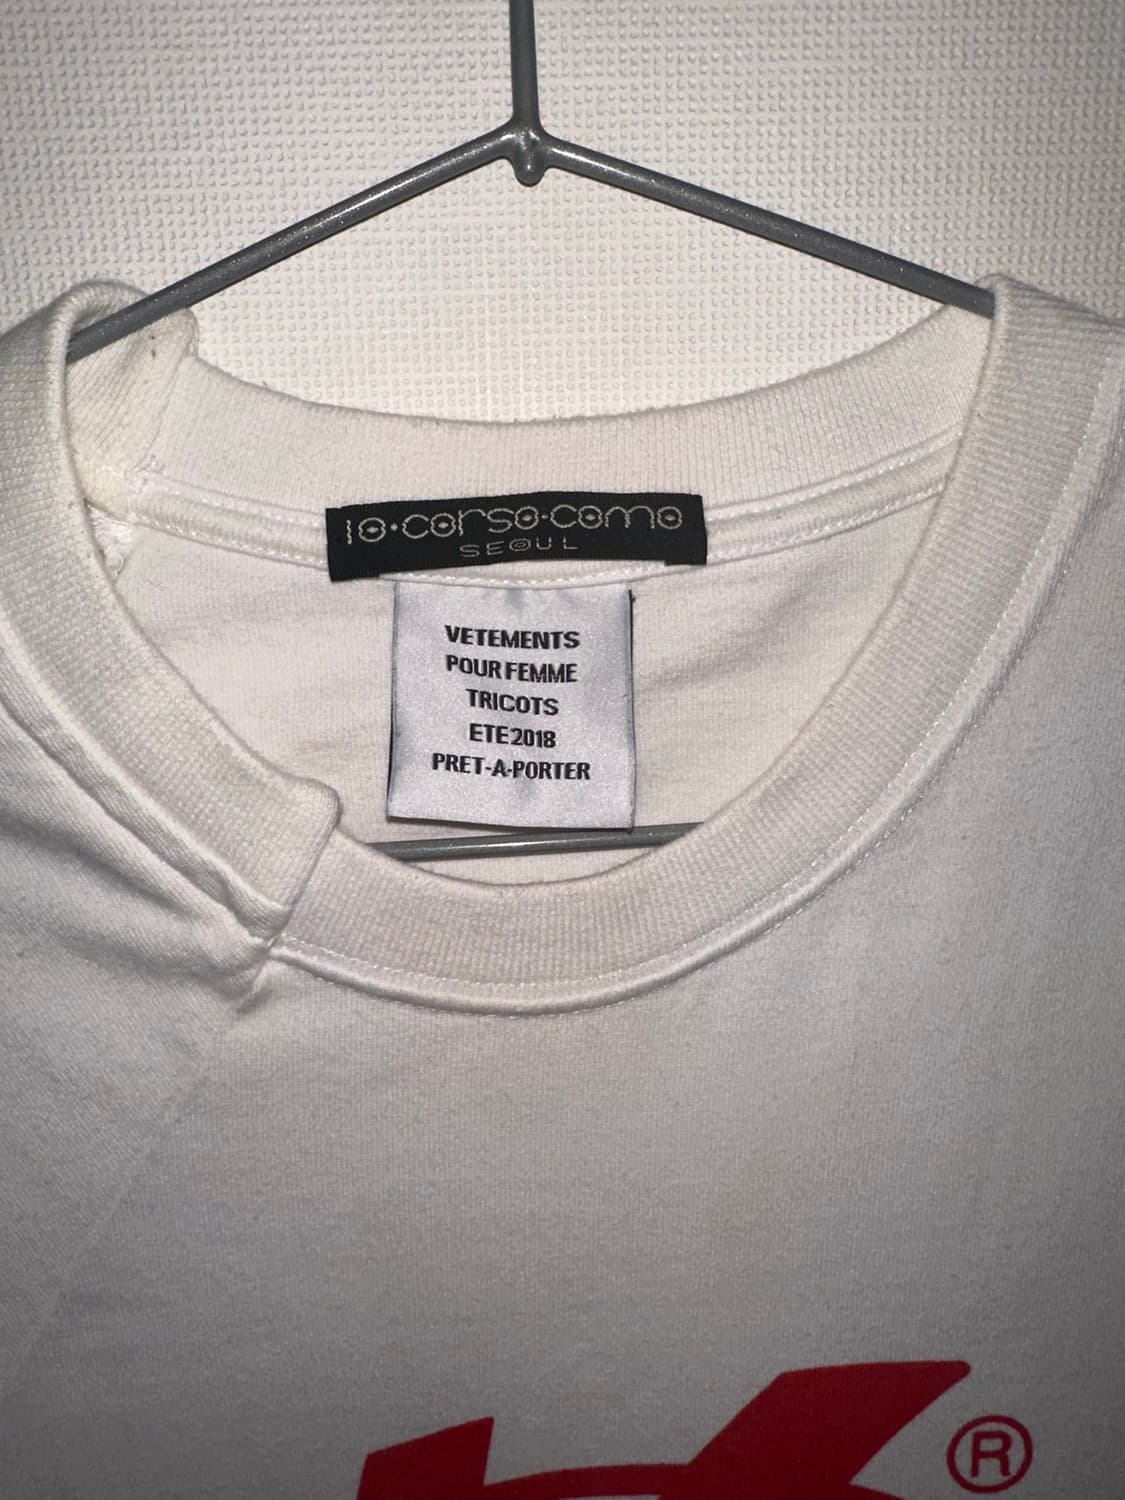 10·corso·como
SEOUL
VETEMENTS
POUR FEMME
TRICOTS
ETE 2018
PRET-A-PORTER
®